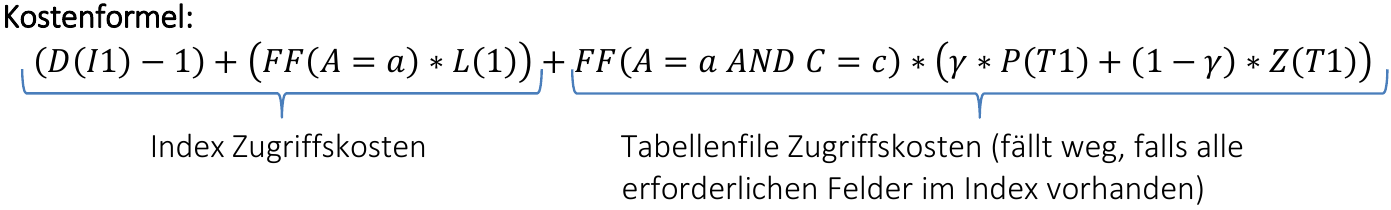 Kostenformel:
(D(I1) − 1) + (FF(A = a) ∗ L(1)) + FF(A = a AND C = c) ∗ (γ ∗ P(T1) + (1 − γ) ∗ Z(T1))
Index Zugriffskosten
Tabellenfile Zugriffskosten (fällt weg, falls alle
erforderlichen Felder im Index vorhanden)